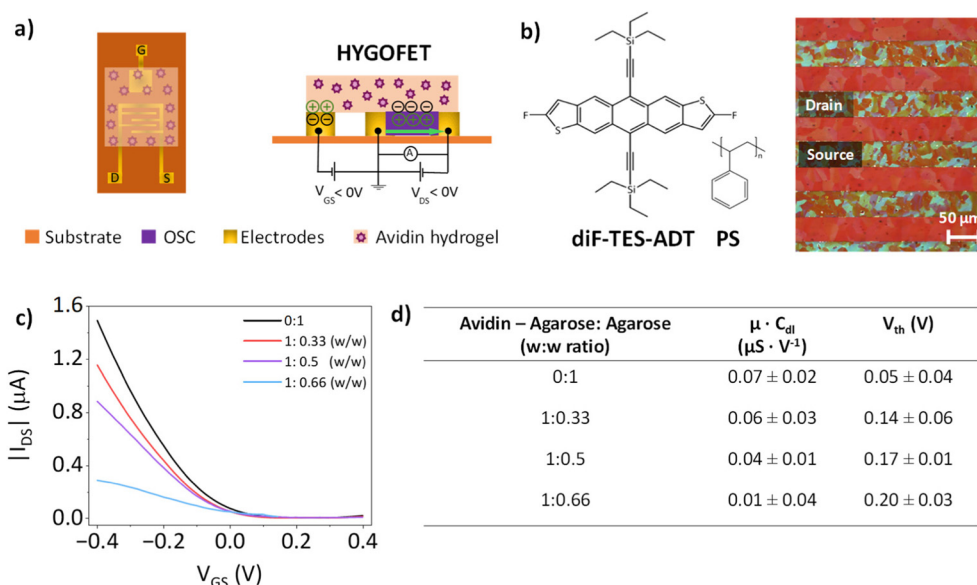 a)
G
D
S
HYGOFET
A
V_GS < 0V
V_DS < 0V
Substrate
OSC
Electrodes
Avidin hydrogel
b)
Si
F
S
S
F
Si
n
diF-TES-ADT
PS
Drain
Source
50 µm
c)
|I_DS| (µA)
1.6
1.2
0.8
0.4
0.0
−0.4
−0.2
0.0
0.2
0.4
V_GS (V)
0:1
1: 0.33 (w/w)
1: 0.5 (w/w)
1: 0.66 (w/w)
d)
Avidin – Agarose: Agarose
(w:w ratio)
µ · C_dl
(µS · V⁻¹)
V_th (V)
0:1 0.07 ± 0.02 0.05 ± 0.04
1:0.33 0.06 ± 0.03 0.14 ± 0.06
1:0.5 0.04 ± 0.01 0.17 ± 0.01
1:0.66 0.01 ± 0.04 0.20 ± 0.03